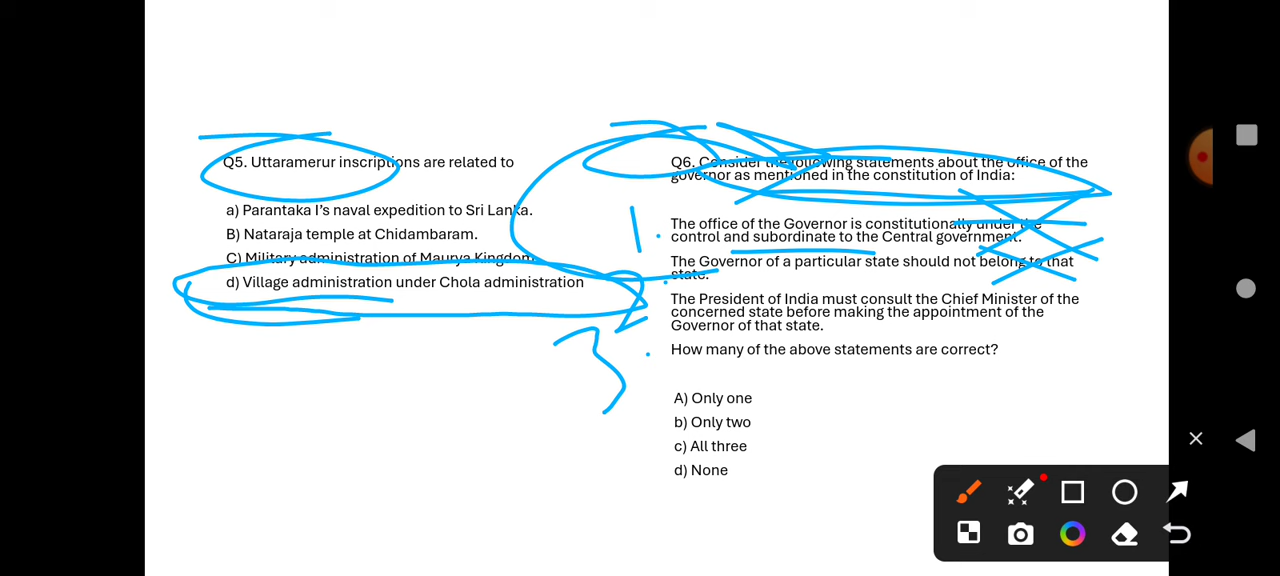 Q5. Uttaramerur inscriptions are related to
a) Parantaka I’s naval expedition to Sri Lanka.
B) Nataraja temple at Chidambaram.
C) Military administration of Maurya Kingdom
d) Village administration under Chola administration
Q6. Consider the following statements about the office of the
governor as mentioned in the constitution of India:
The office of the Governor is constitutionally under the
control and subordinate to the Central government.
The Governor of a particular state should not belong to that
state.
The President of India must consult the Chief Minister of the
concerned state before making the appointment of the
Governor of that state.
How many of the above statements are correct?
A) Only one
b) Only two
c) All three
d) None
1
2
3